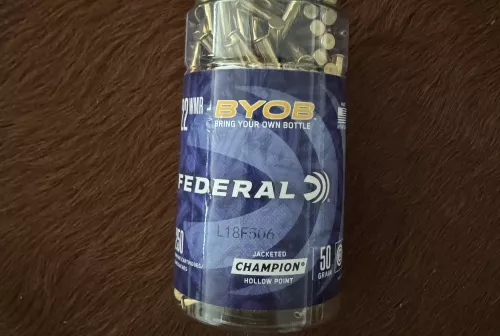 22 WMR
BYOB
BRING YOUR OWN BOTTLE
FEDERAL
L18F506
250
JACKETED
CHAMPION®
HOLLOW POINT
50
GRAIN